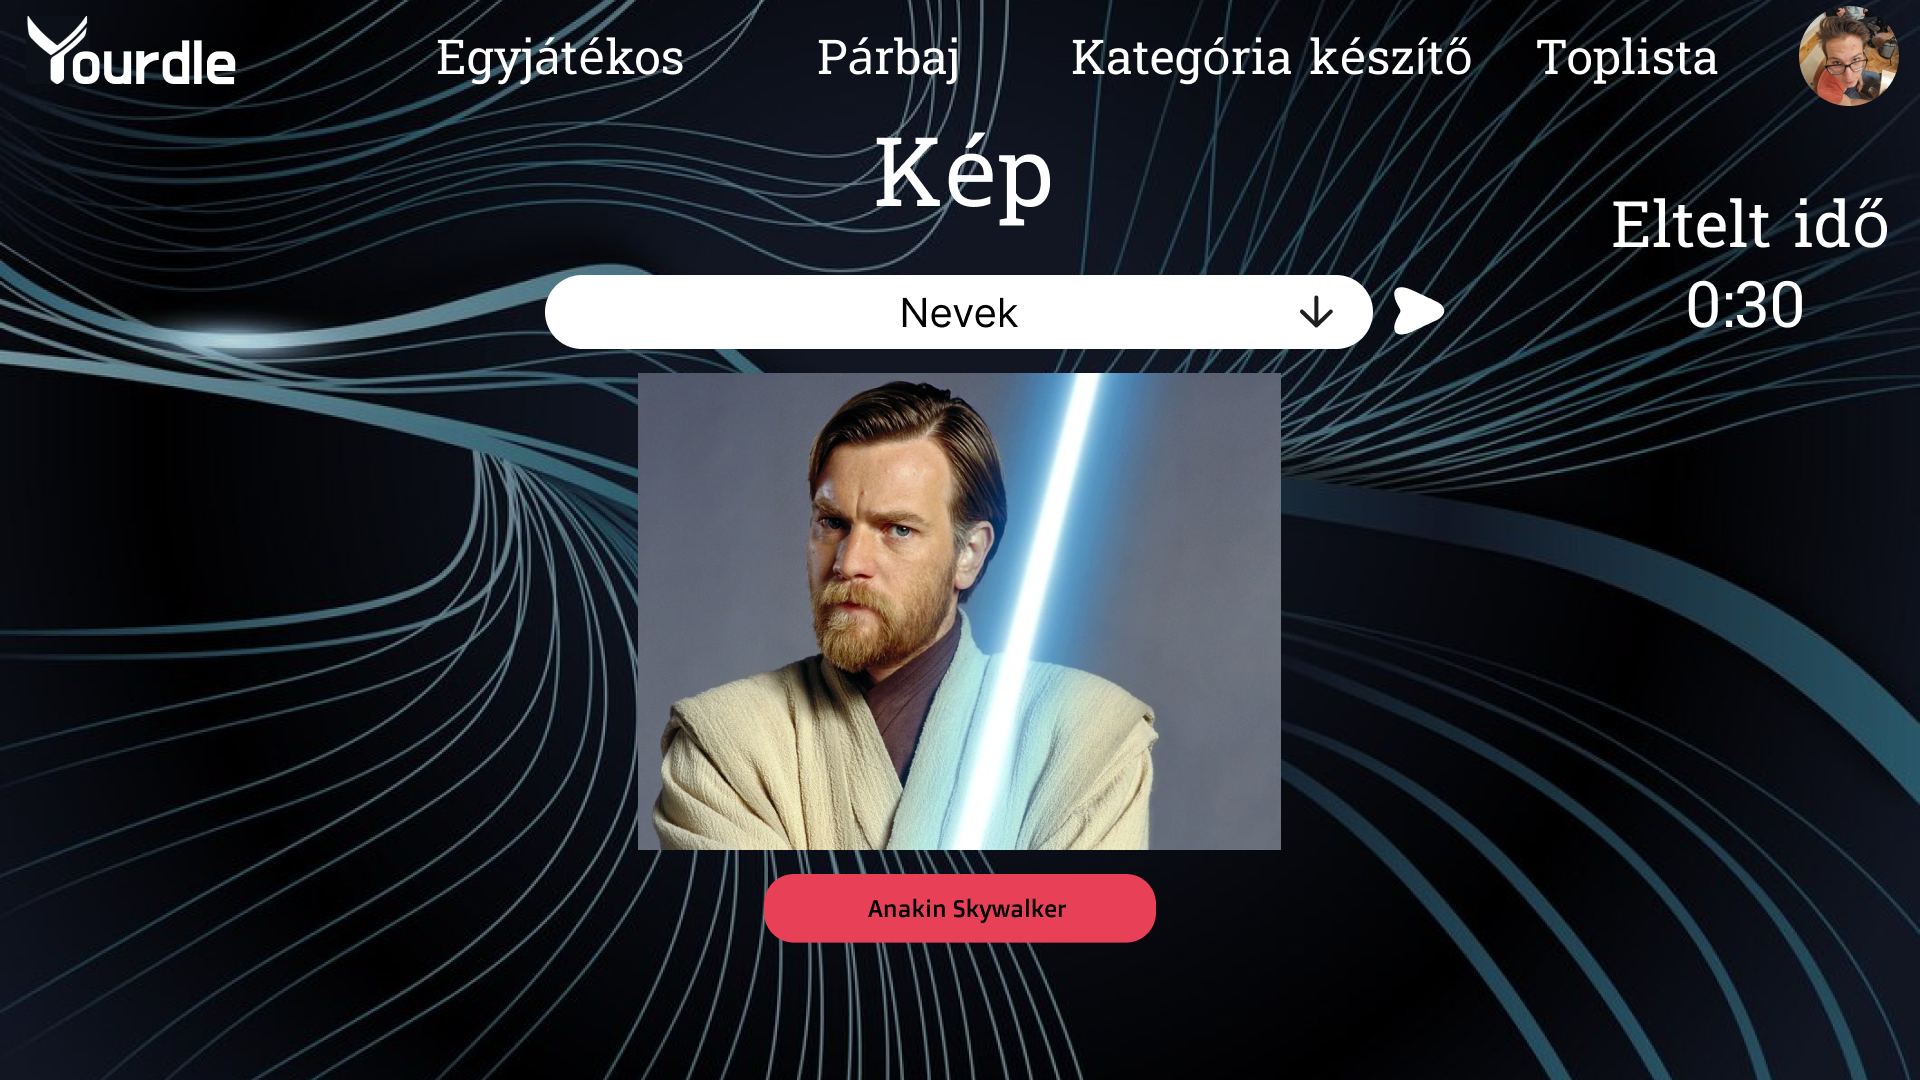 Yourdle
Egyjátékos
Párbaj
Kategória készítő
Toplista
Kép
Eltelt idő
0:30
Nevek
Anakin Skywalker